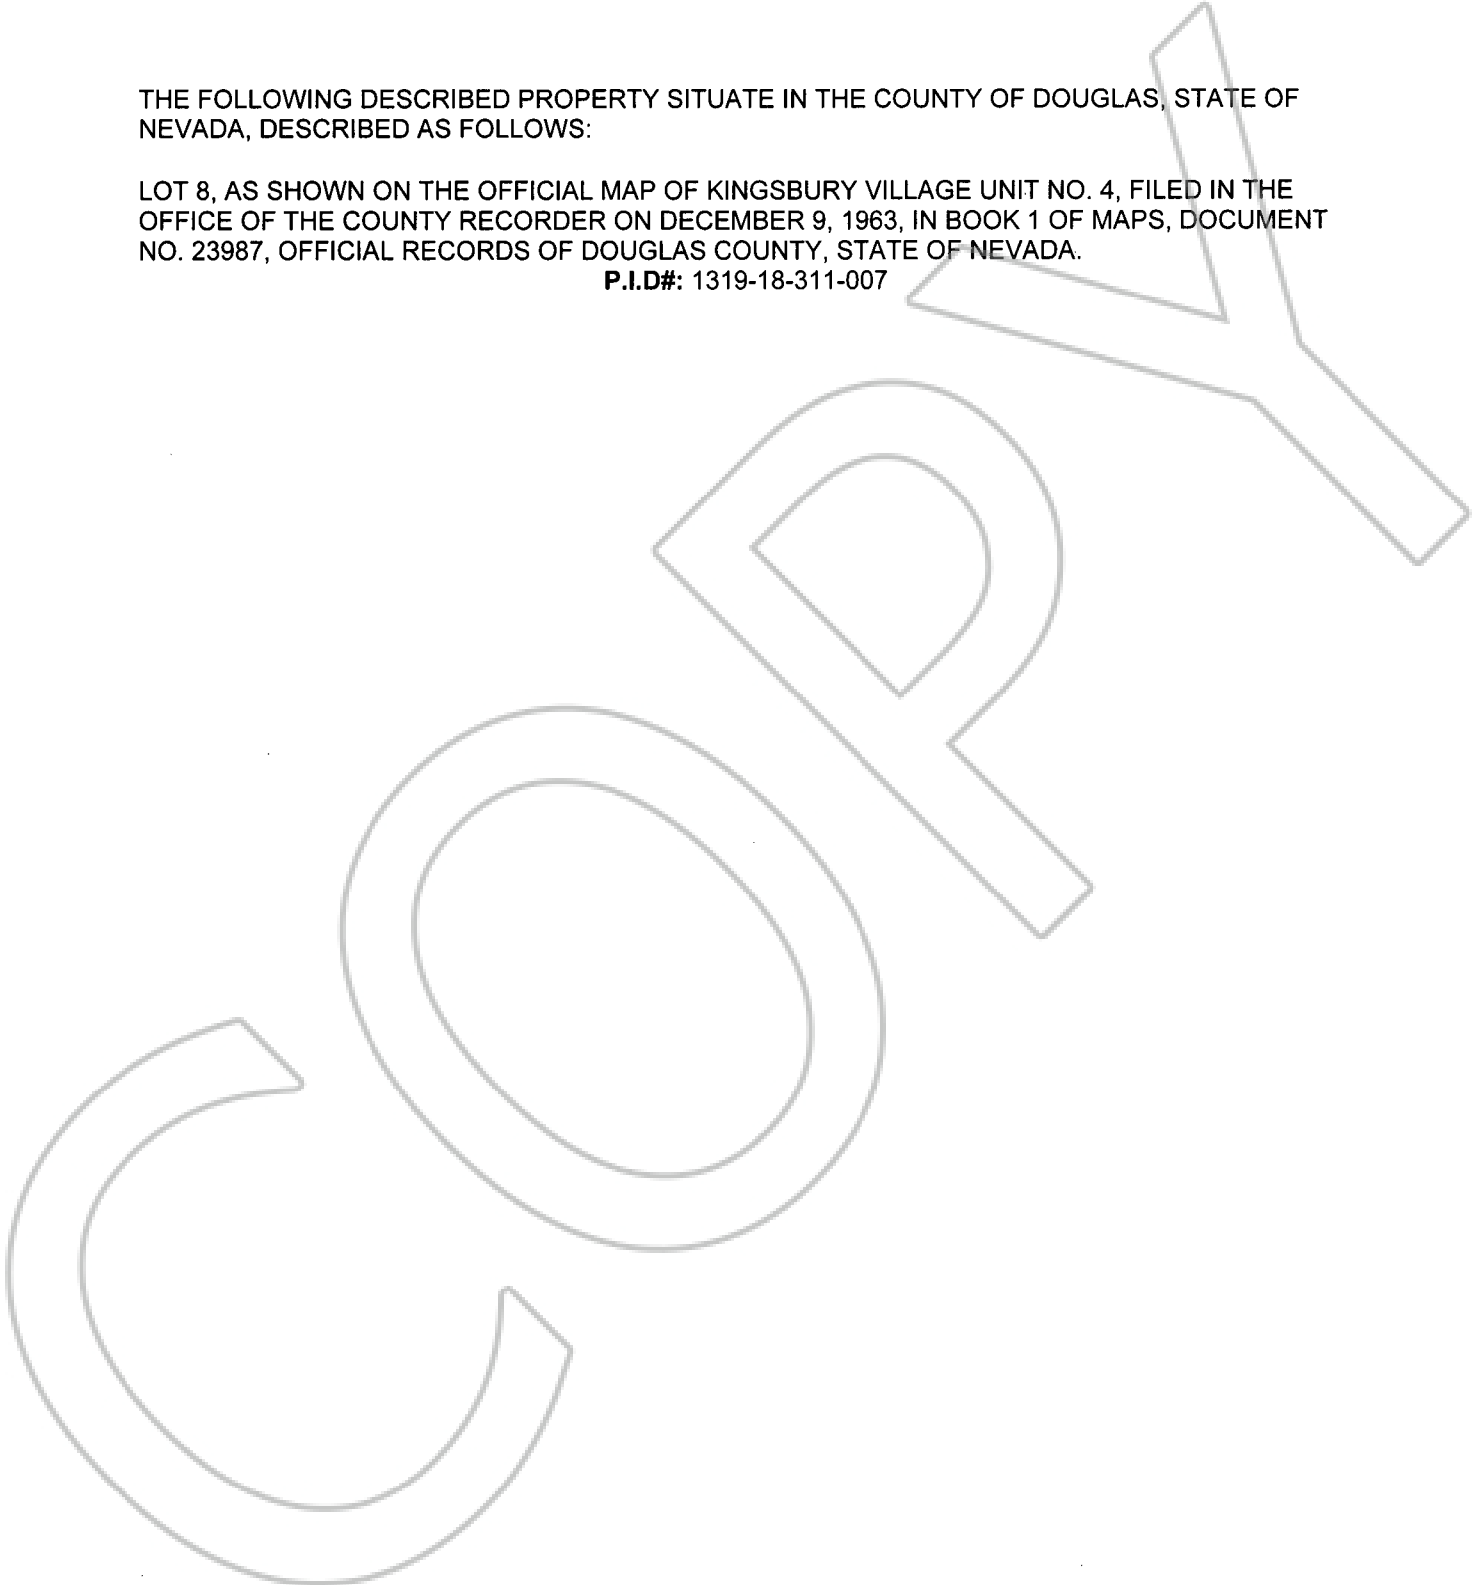 THE FOLLOWING DESCRIBED PROPERTY SITUATE IN THE COUNTY OF DOUGLAS, STATE OF
NEVADA, DESCRIBED AS FOLLOWS:
LOT 8, AS SHOWN ON THE OFFICIAL MAP OF KINGSBURY VILLAGE UNIT NO. 4, FILED IN THE
OFFICE OF THE COUNTY RECORDER ON DECEMBER 9, 1963, IN BOOK 1 OF MAPS, DOCUMENT
NO. 23987, OFFICIAL RECORDS OF DOUGLAS COUNTY, STATE OF NEVADA.
P.I.D#: 1319-18-311-007
COPY